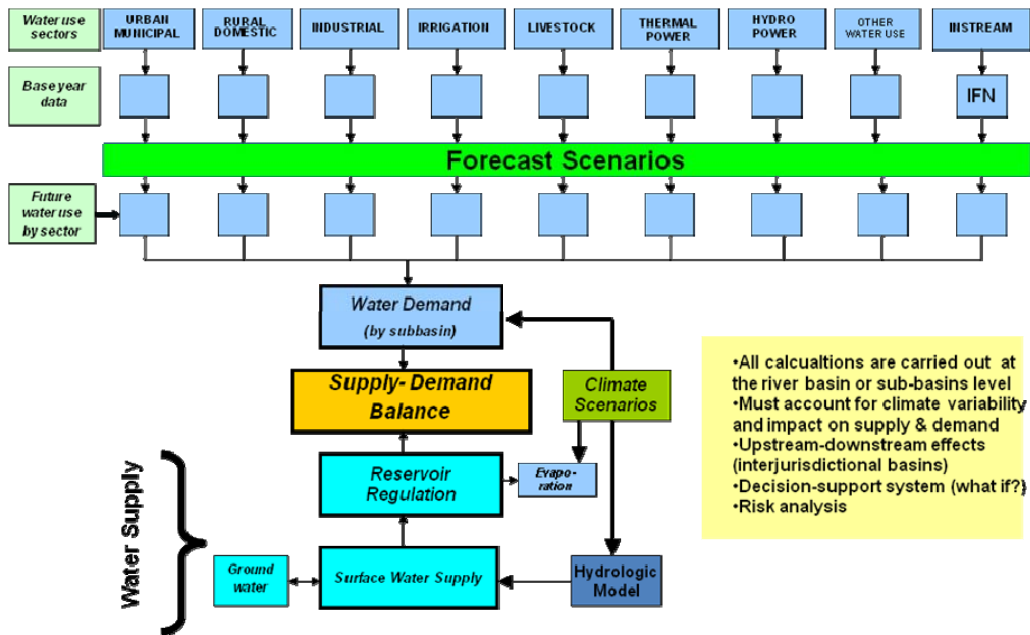 Water use
sectors
URBAN
MUNICIPAL
RURAL
DOMESTIC
INDUSTRIAL
IRRIGATION
LIVESTOCK
THERMAL
POWER
HYDRO
POWER
OTHER
WATER USE
INSTREAM
Base year
data
IFN
Forecast Scenarios
Future
water use
by sector
Water Demand
(by subbasin)
Supply- Demand
Balance
Climate
Scenarios
Reservoir
Regulation
Evapo-
ration
Water Supply
Ground
water
Surface Water Supply
Hydrologic
Model
•All calcualtions are carried out at
the river basin or sub-basins level
•Must account for climate variability
and impact on supply & demand
•Upstream-downstream effects
(interjurisdictional basins)
•Decision-support system (what if?)
•Risk analysis